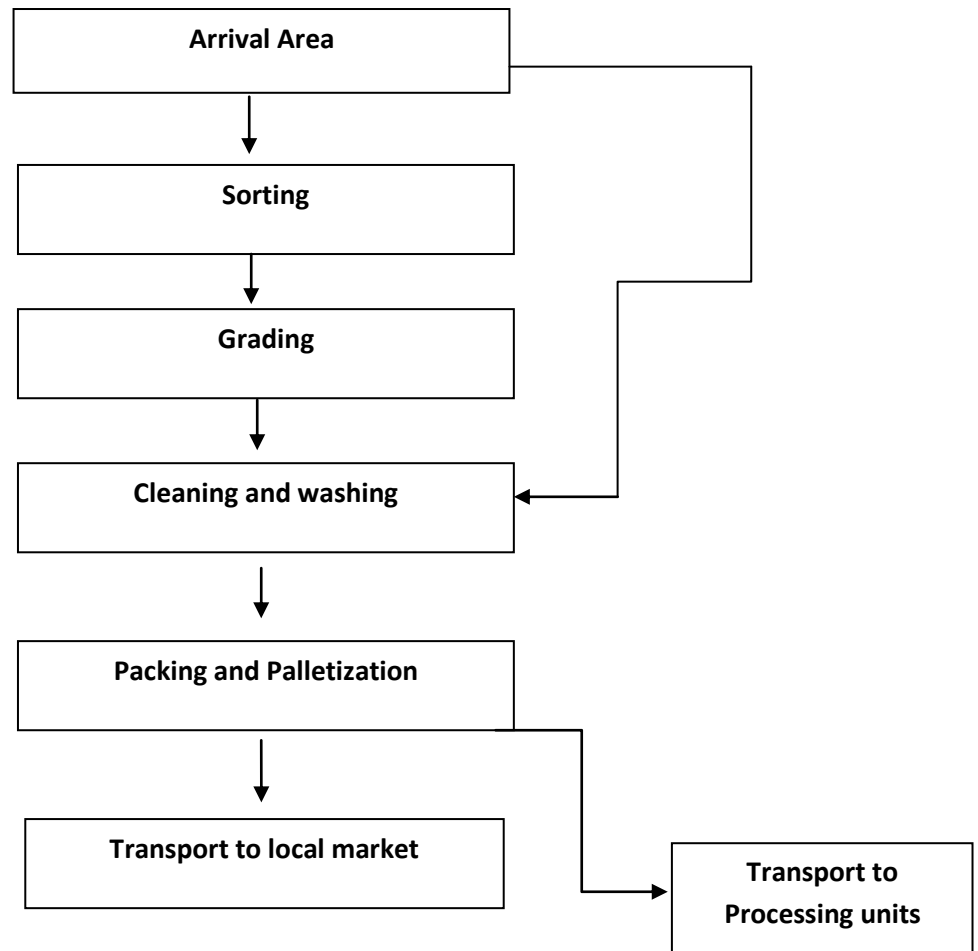 Arrival Area
Sorting
Grading
Cleaning and washing
Packing and Palletization
Transport to local market
Transport to
Processing units